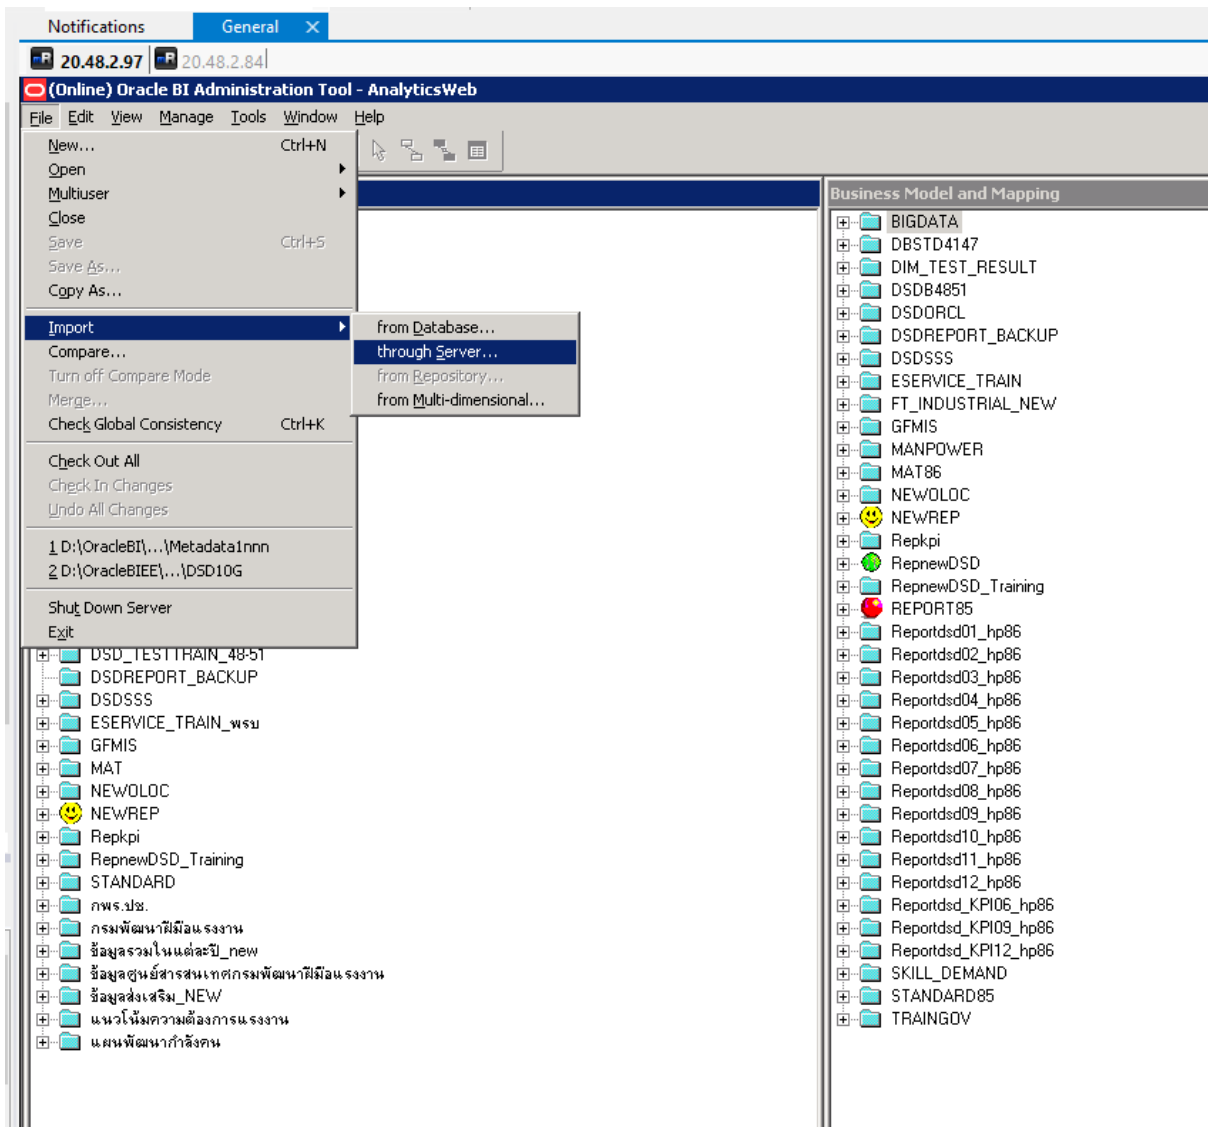 Notifications
General
20.48.2.97
20.48.2.84
(Online) Oracle BI Administration Tool - AnalyticsWeb
File Edit View Manage Tools Window Help
New... Ctrl+N
Open
Multiuser
Close
Save Ctrl+S
Save As...
Copy As...
Import
Compare...
Turn off Compare Mode
Merge...
Check Global Consistency Ctrl+K
Check Out All
Check In Changes
Undo All Changes
1 D:\OracleBI\...\Metadata1nnn
2 D:\OracleBIEE\...\DSD10G
Shut Down Server
Exit
from Database...
through Server...
from Repository...
from Multi-dimensional...
DSD_TESTTRAIN_48-51
DSDREPORT_BACKUP
DSDSSS
ESERVICE_TRAIN_พรบ
GFMIS
MAT
NEWOLOC
NEWREP
Repkpi
RepnewDSD_Training
STANDARD
กพร.ปช.
กรมพัฒนาฝีมือแรงงาน
ข้อมูลรวมในแต่ละปี_new
ข้อมูลศูนย์สารสนเทศกรมพัฒนาฝีมือแรงงาน
ข้อมูลส่งเสริม_NEW
แนวโน้มความต้องการแรงงาน
แผนพัฒนากำลังคน
Business Model and Mapping
BIGDATA
DBSTD4147
DIM_TEST_RESULT
DSDB4851
DSDORCL
DSDREPORT_BACKUP
DSDSSS
ESERVICE_TRAIN
FT_INDUSTRIAL_NEW
GFMIS
MANPOWER
MAT86
NEWOLOC
NEWREP
Repkpi
RepnewDSD
RepnewDSD_Training
REPORT85
Reportdsd01_hp86
Reportdsd02_hp86
Reportdsd03_hp86
Reportdsd04_hp86
Reportdsd05_hp86
Reportdsd06_hp86
Reportdsd07_hp86
Reportdsd08_hp86
Reportdsd09_hp86
Reportdsd10_hp86
Reportdsd11_hp86
Reportdsd12_hp86
Reportdsd_KPI06_hp86
Reportdsd_KPI09_hp86
Reportdsd_KPI12_hp86
SKILL_DEMAND
STANDARD85
TRAINGOV